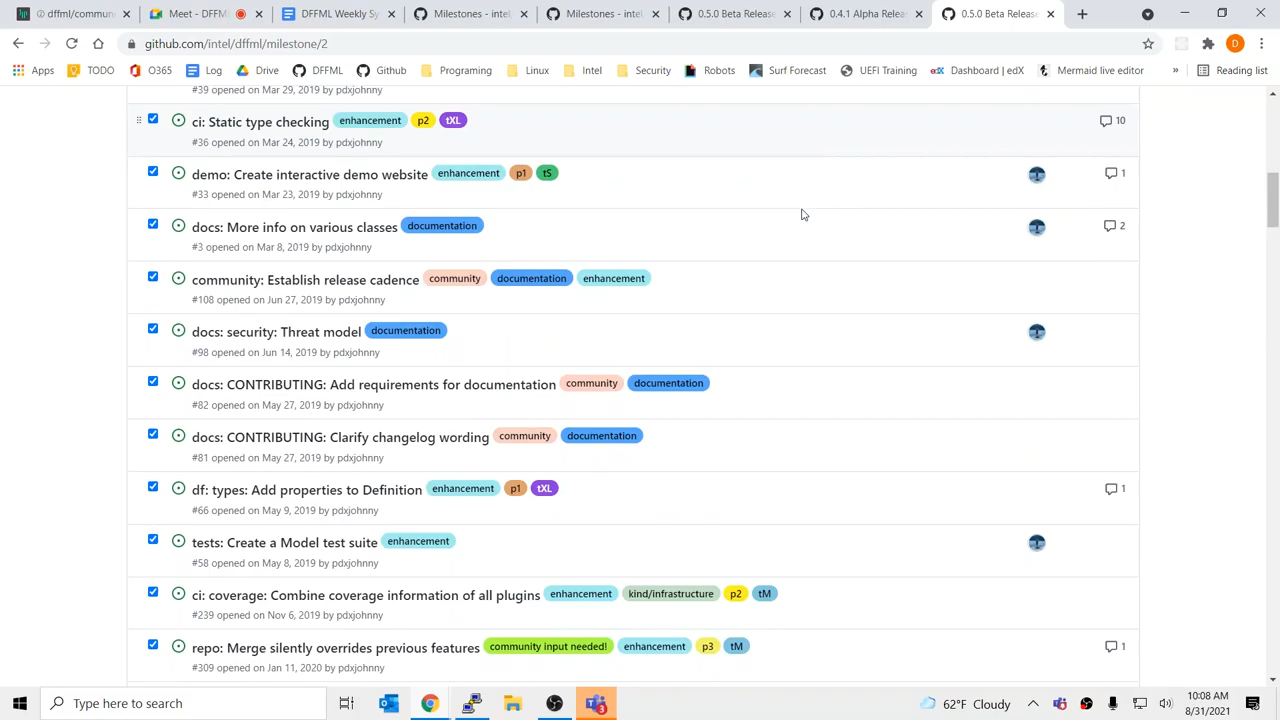 @ dffml/commun
Meet - DFFM
DFFML Weekly Sy
Milestones - intel,
Milestones - intel
0.5.0 Beta Release
0.4.1 Alpha Release
0.5.0 Beta Release
github.com/intel/dffml/milestone/2
D
Apps
TODO
O365
Log
Drive
DFFML
Github
Programing
Linux
Intel
Security
Robots
Surf Forecast
UEFI Training
Dashboard | edX
Mermaid live editor
»
Reading list
#39 opened on Mar 29, 2019 by pdxjohnny
ci: Static type checking enhancement p2 tXL 10
#36 opened on Mar 24, 2019 by pdxjohnny
demo: Create interactive demo website enhancement p1 tS 1
#33 opened on Mar 23, 2019 by pdxjohnny
docs: More info on various classes documentation 2
#3 opened on Mar 8, 2019 by pdxjohnny
community: Establish release cadence community documentation enhancement
#108 opened on Jun 27, 2019 by pdxjohnny
docs: security: Threat model documentation
#98 opened on Jun 14, 2019 by pdxjohnny
docs: CONTRIBUTING: Add requirements for documentation community documentation
#82 opened on May 27, 2019 by pdxjohnny
docs: CONTRIBUTING: Clarify changelog wording community documentation
#81 opened on May 27, 2019 by pdxjohnny
df: types: Add properties to Definition enhancement p1 tXL 1
#66 opened on May 9, 2019 by pdxjohnny
tests: Create a Model test suite enhancement
#58 opened on May 8, 2019 by pdxjohnny
ci: coverage: Combine coverage information of all plugins enhancement kind/infrastructure p2 tM
#239 opened on Nov 6, 2019 by pdxjohnny
repo: Merge silently overrides previous features community input needed! enhancement p3 tM 1
#309 opened on Jan 11, 2020 by pdxjohnny
Type here to search
3
62°F Cloudy
10:08 AM
8/31/2021